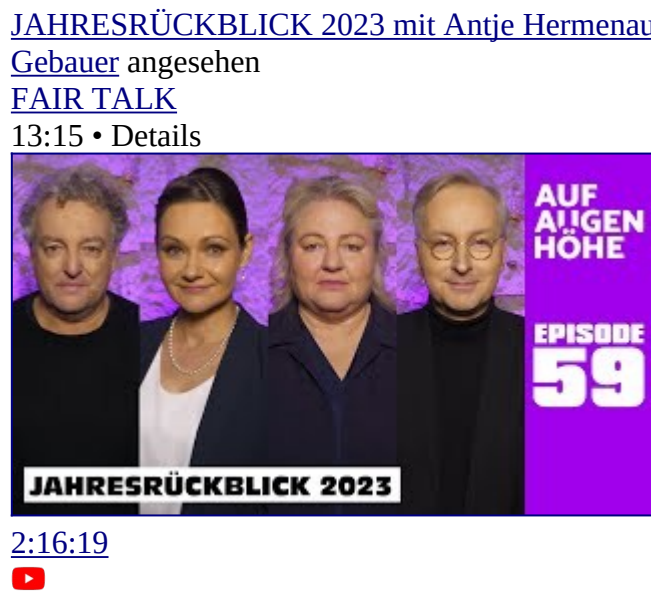 JAHRESRÜCKBLICK 2023 mit Antje Hermenau
Gebauer angesehen
FAIR TALK
13:15 • Details
AUF
AUGEN
HÖHE
EPISODE
59
JAHRESRÜCKBLICK 2023
2:16:19